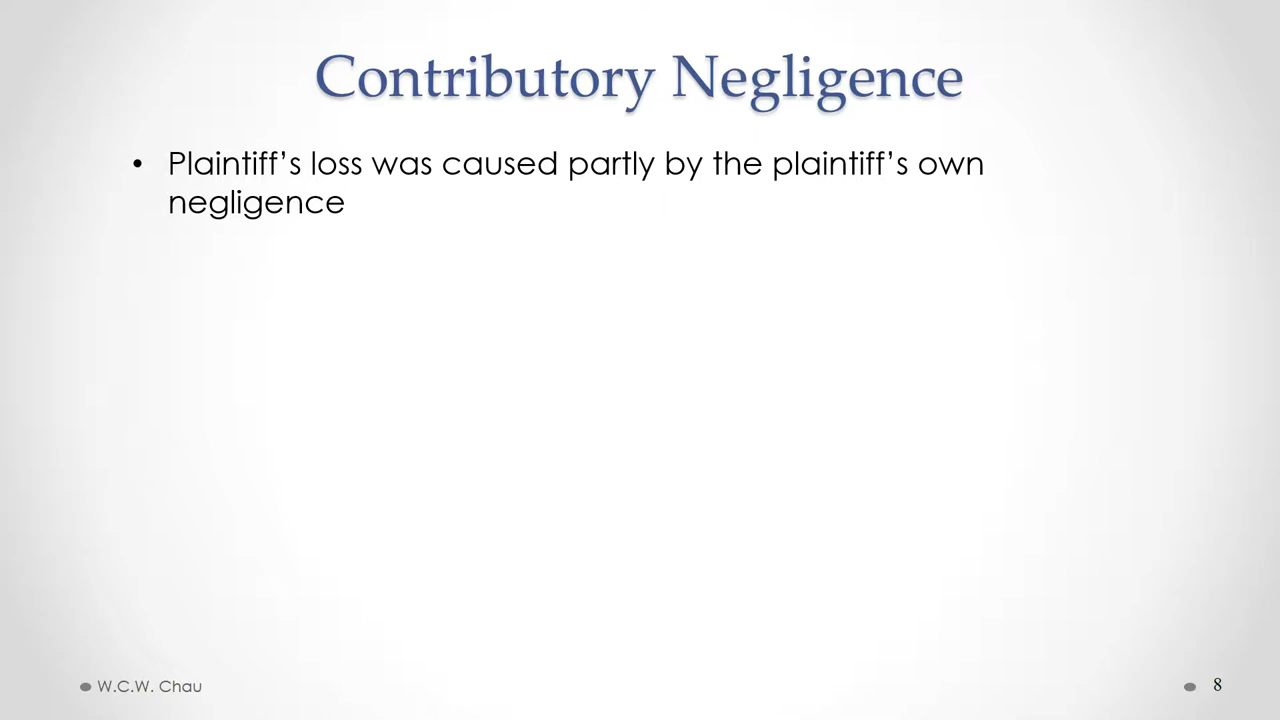 Contributory Negligence
• Plaintiff’s loss was caused partly by the plaintiff’s own
negligence
W.C.W. Chau
8